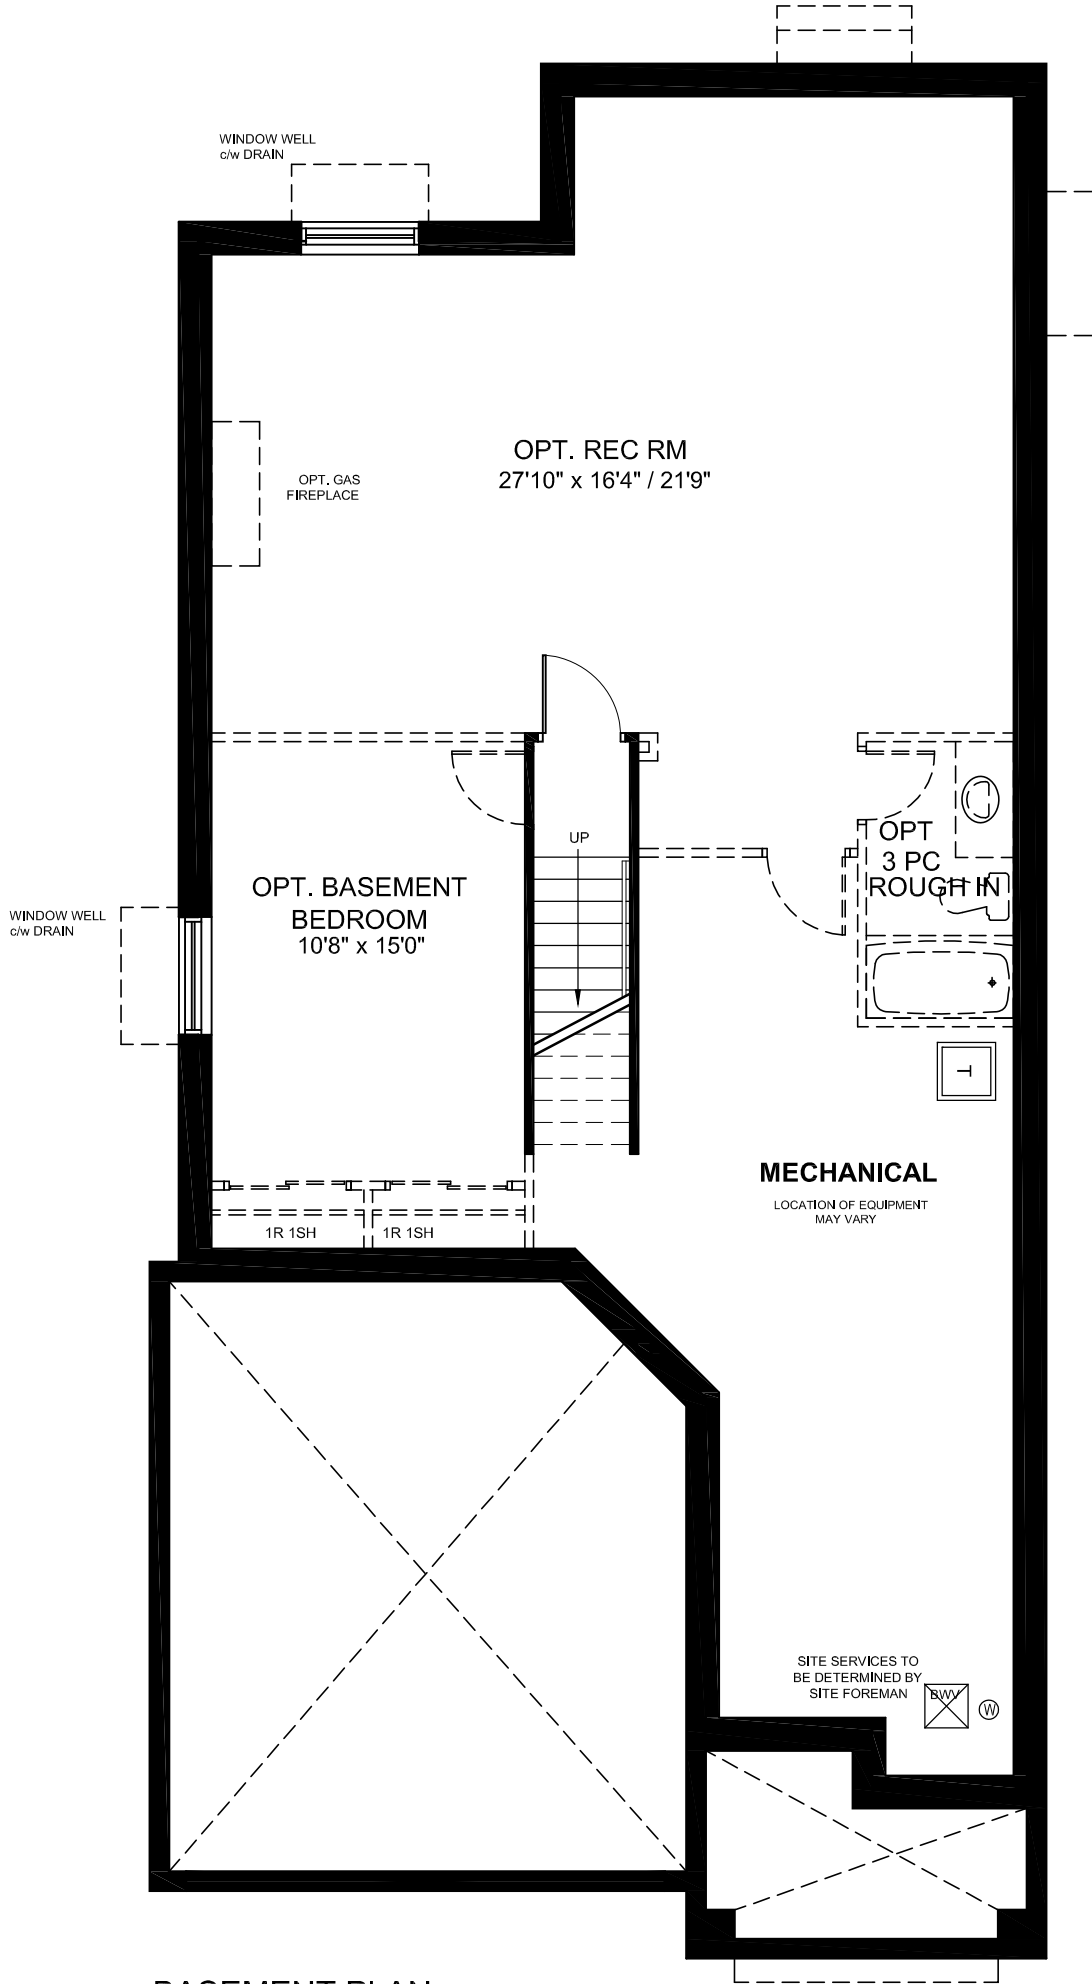 WINDOW WELL
c/w DRAIN
OPT. REC RM
27'10" x 16'4" / 21'9"
OPT. GAS
FIREPLACE
UP
OPT
3 PC
ROUGH IN
OPT. BASEMENT
BEDROOM
10'8" x 15'0"
WINDOW WELL
c/w DRAIN
T
MECHANICAL
LOCATION OF EQUIPMENT
MAY VARY
1R 1SH
1R 1SH
SITE SERVICES TO
BE DETERMINED BY
SITE FOREMAN
BWV
W
BASEMENT PLAN